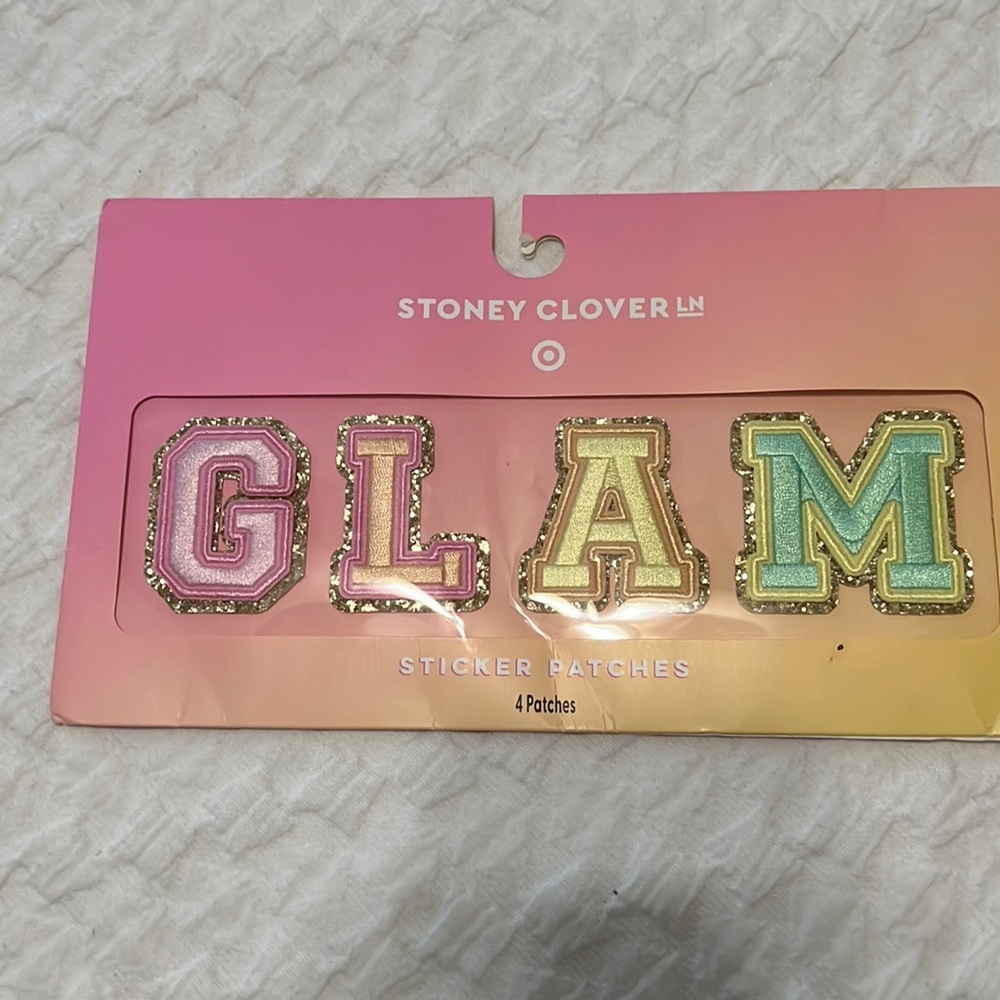 STONEY CLOVER LN
GLAM
STICKER PATCHES
4 Patches